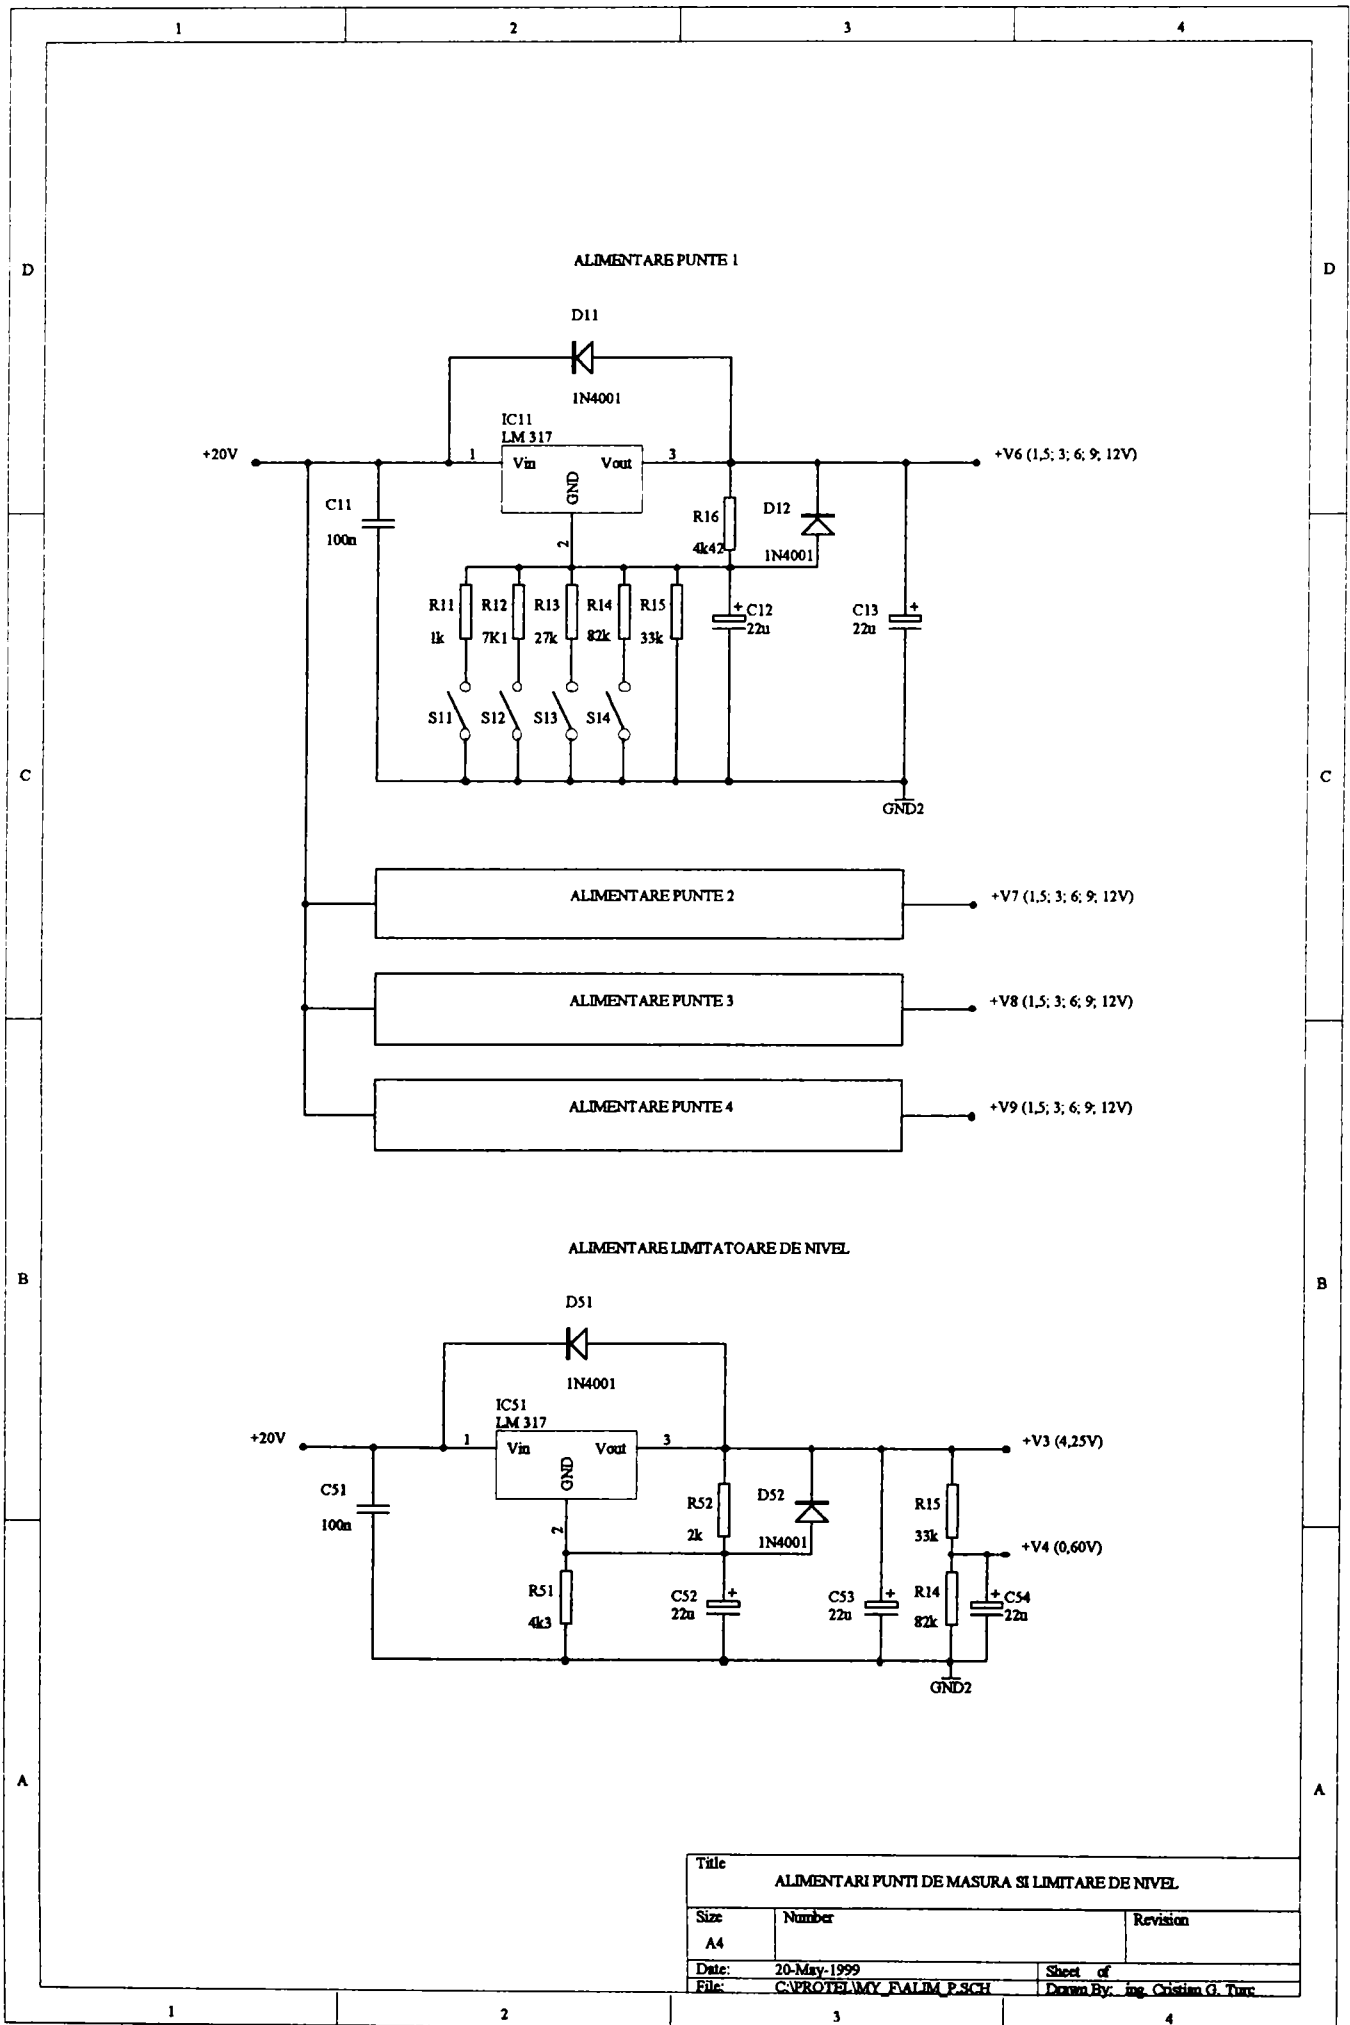 1 2 3 4
D D
ALIMENTARE PUNTE 1
D11
1N4001
IC11
LM 317
+20V
1 Vin Vout 3
GND
2
+V6 (1,5; 3; 6; 9; 12V)
C11
100n
R16
4k42
D12
1N4001
R11 R12 R13 R14 R15
1k 7K1 27k 82k 33k
+ C12
22u
C13 +
22u
S11 S12 S13 S14
C C
GND2
ALIMENTARE PUNTE 2 +V7 (1,5; 3; 6; 9; 12V)
ALIMENTARE PUNTE 3 +V8 (1,5; 3; 6; 9; 12V)
ALIMENTARE PUNTE 4 +V9 (1,5; 3; 6; 9; 12V)
ALIMENTARE LIMITATOARE DE NIVEL
B B
D51
1N4001
IC51
LM 317
+20V
1 Vin Vout 3
GND
2
+V3 (4,25V)
C51
100n
R52
2k
D52
1N4001
R15
33k
+V4 (0,60V)
R51
4k3
C52 +
22u
C53 +
22u
R14
82k
+ C54
22u
GND2
A A
Title
ALIMENTARI PUNTI DE MASURA SI LIMITARE DE NIVEL
Size Number Revision
A4
Date: 20-May-1999 Sheet of
File: C:\PROTEL\MY_F\ALIM_P.SCH Drawn By: ing. Cristian G. Turc
1 2 3 4